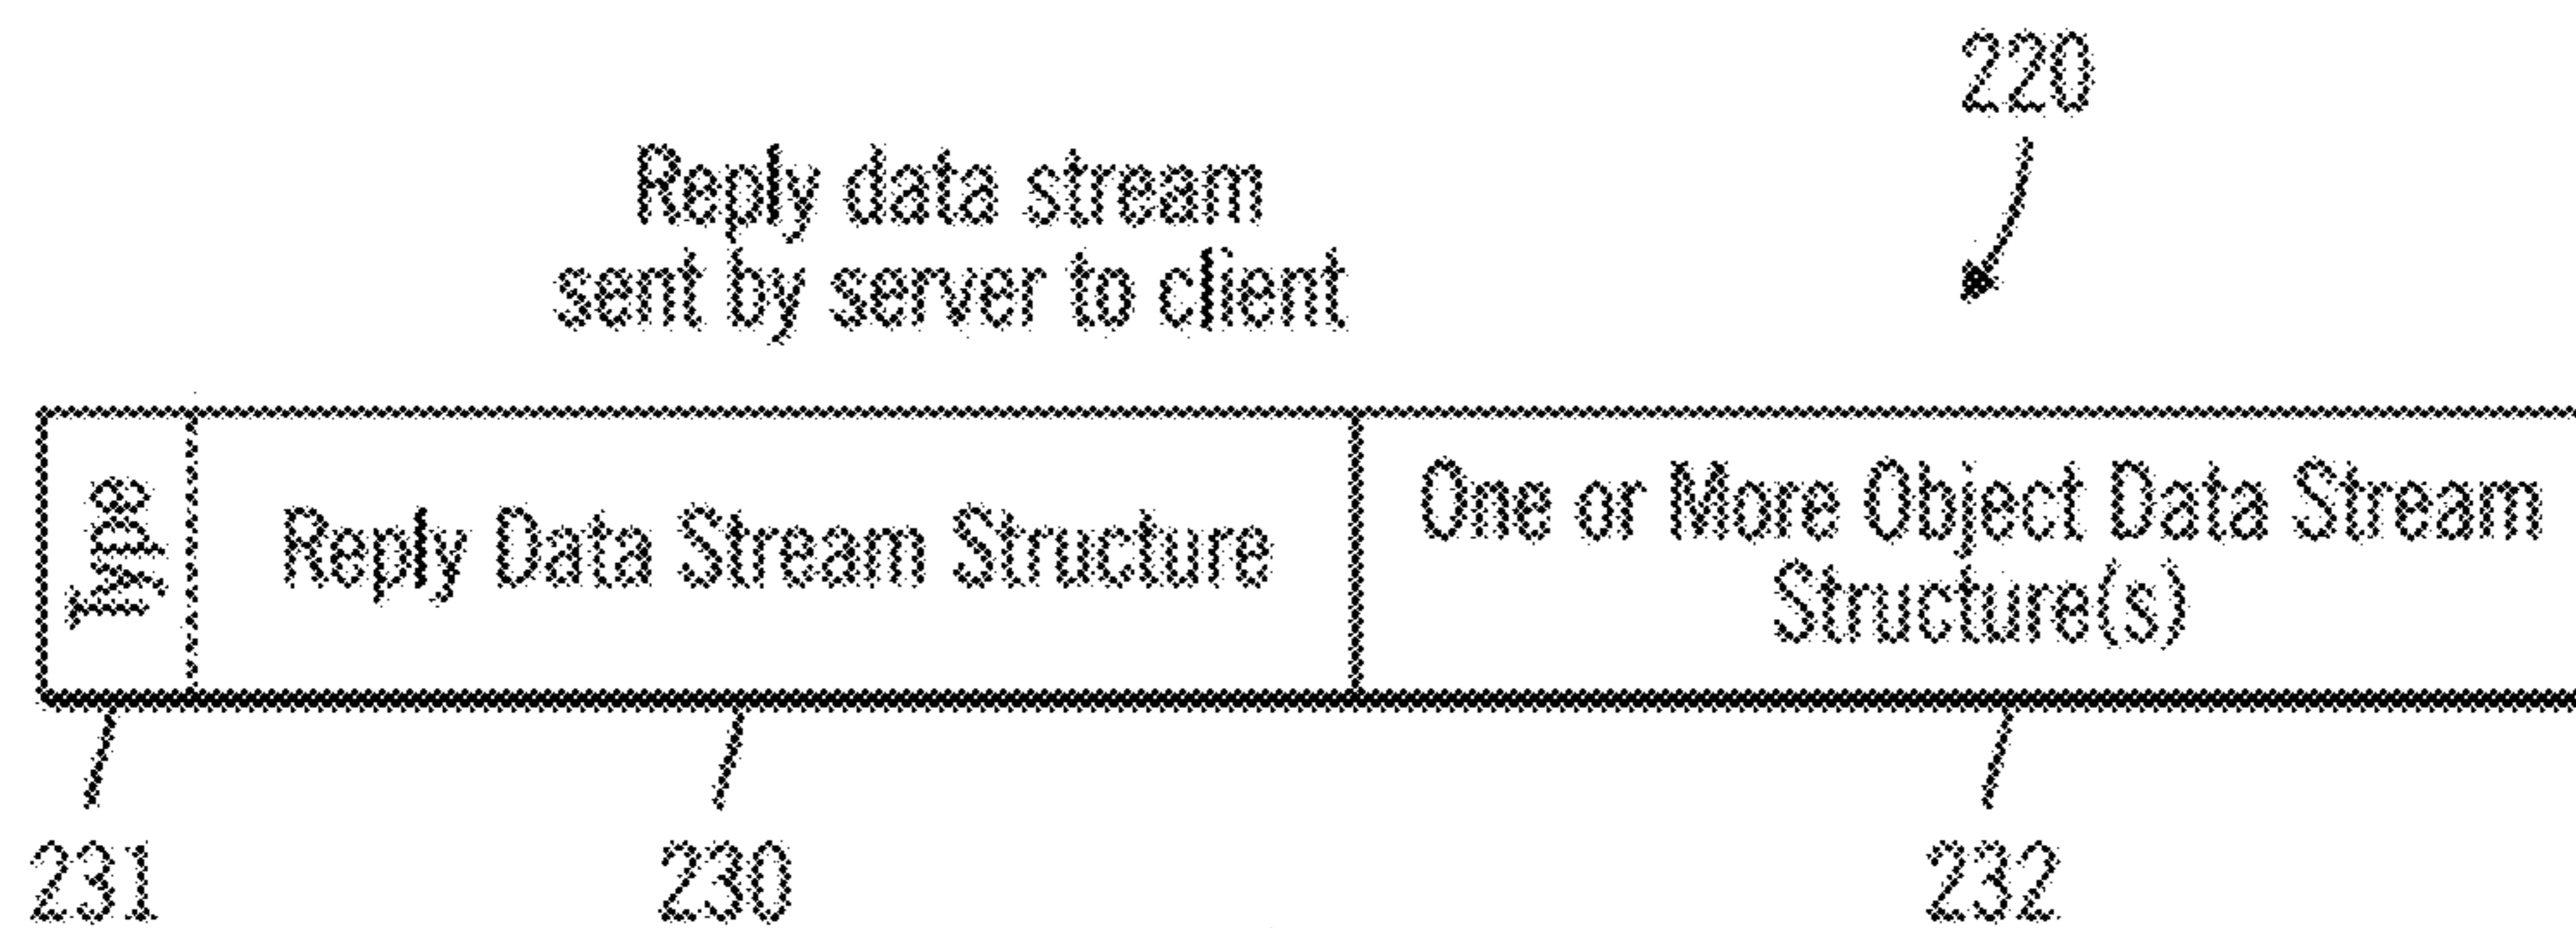 220
Reply data stream
sent by server to client
Type
Reply Data Stream Structure
One or More Object Data Stream
Structure(s)
231
230
232